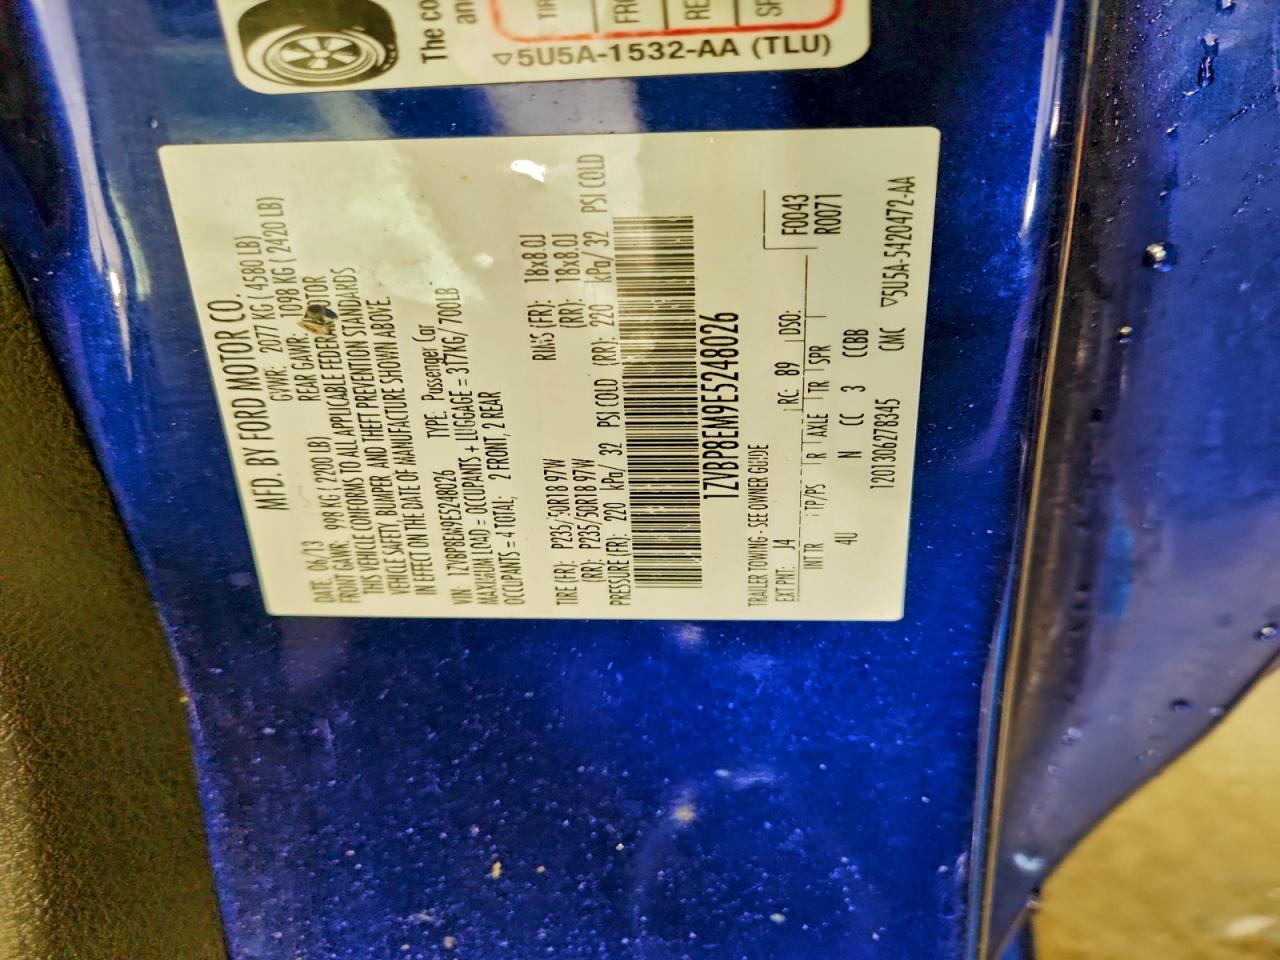 The co
an
TIR
FR
RE
SP
▽5U5A-1532-AA (TLU)
MFD. BY FORD MOTOR CO.
DATE: 06/13 GVWR: 2077 KG ( 4580 LB)
FRONT GAWR: 998 KG ( 2200 LB) REAR GAWR: 1098 KG ( 2420 LB)
THIS VEHICLE CONFORMS TO ALL APPLICABLE FEDERAL MOTOR
VEHICLE SAFETY, BUMPER AND THEFT PREVENTION STANDARDS
IN EFFECT ON THE DATE OF MANUFACTURE SHOWN ABOVE.
VIN: 1ZVBP8EM9E5248026 TYPE: Passenger Car
MAXIMUM LOAD = OCCUPANTS + LUGGAGE = 317KG/700LB
OCCUPANTS = 4 TOTAL; 2 FRONT, 2 REAR
TIRE (FR): P235/50R18 97W RIMS (FR): 18x8.0J
(RR): P235/50R18 97W (RR): 18x8.0J
PRESSURE (FR): 220 kPa/ 32 PSI COLD (RR): 220 kPa/ 32 PSI COLD
1ZVBP8EM9E5248026
TRAILER TOWING - SEE OWNER GUIDE
F0043
R0071
EXT PNT: J4 RC: 89 DSO:
INT TR TP/PS R AXLE TR SPR
4U N CC 3 CCBB
1201306278345 CMC ▽5U5A-5420472-AA